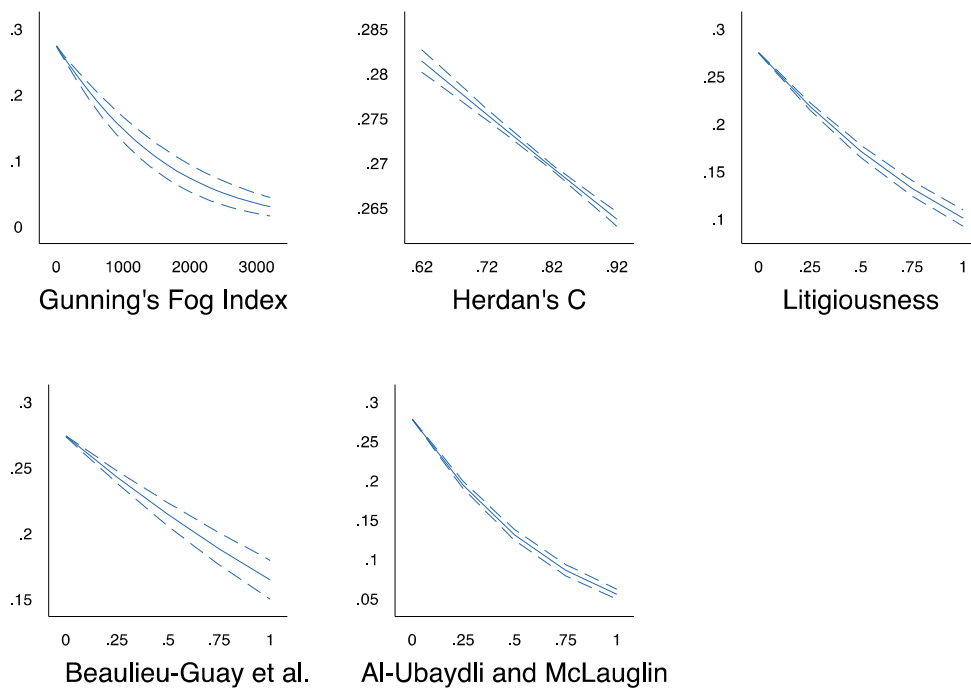 .3
.2
.1
0
0 1000 2000 3000
Gunning's Fog Index
.285
.28
.275
.27
.265
.62 .72 .82 .92
Herdan's C
.3
.25
.2
.15
.1
0 .25 .5 .75 1
Litigiousness
.3
.25
.2
.15
0 .25 .5 .75 1
Beaulieu-Guay et al.
.3
.25
.2
.15
.1
.05
0 .25 .5 .75 1
Al-Ubaydli and McLauglin